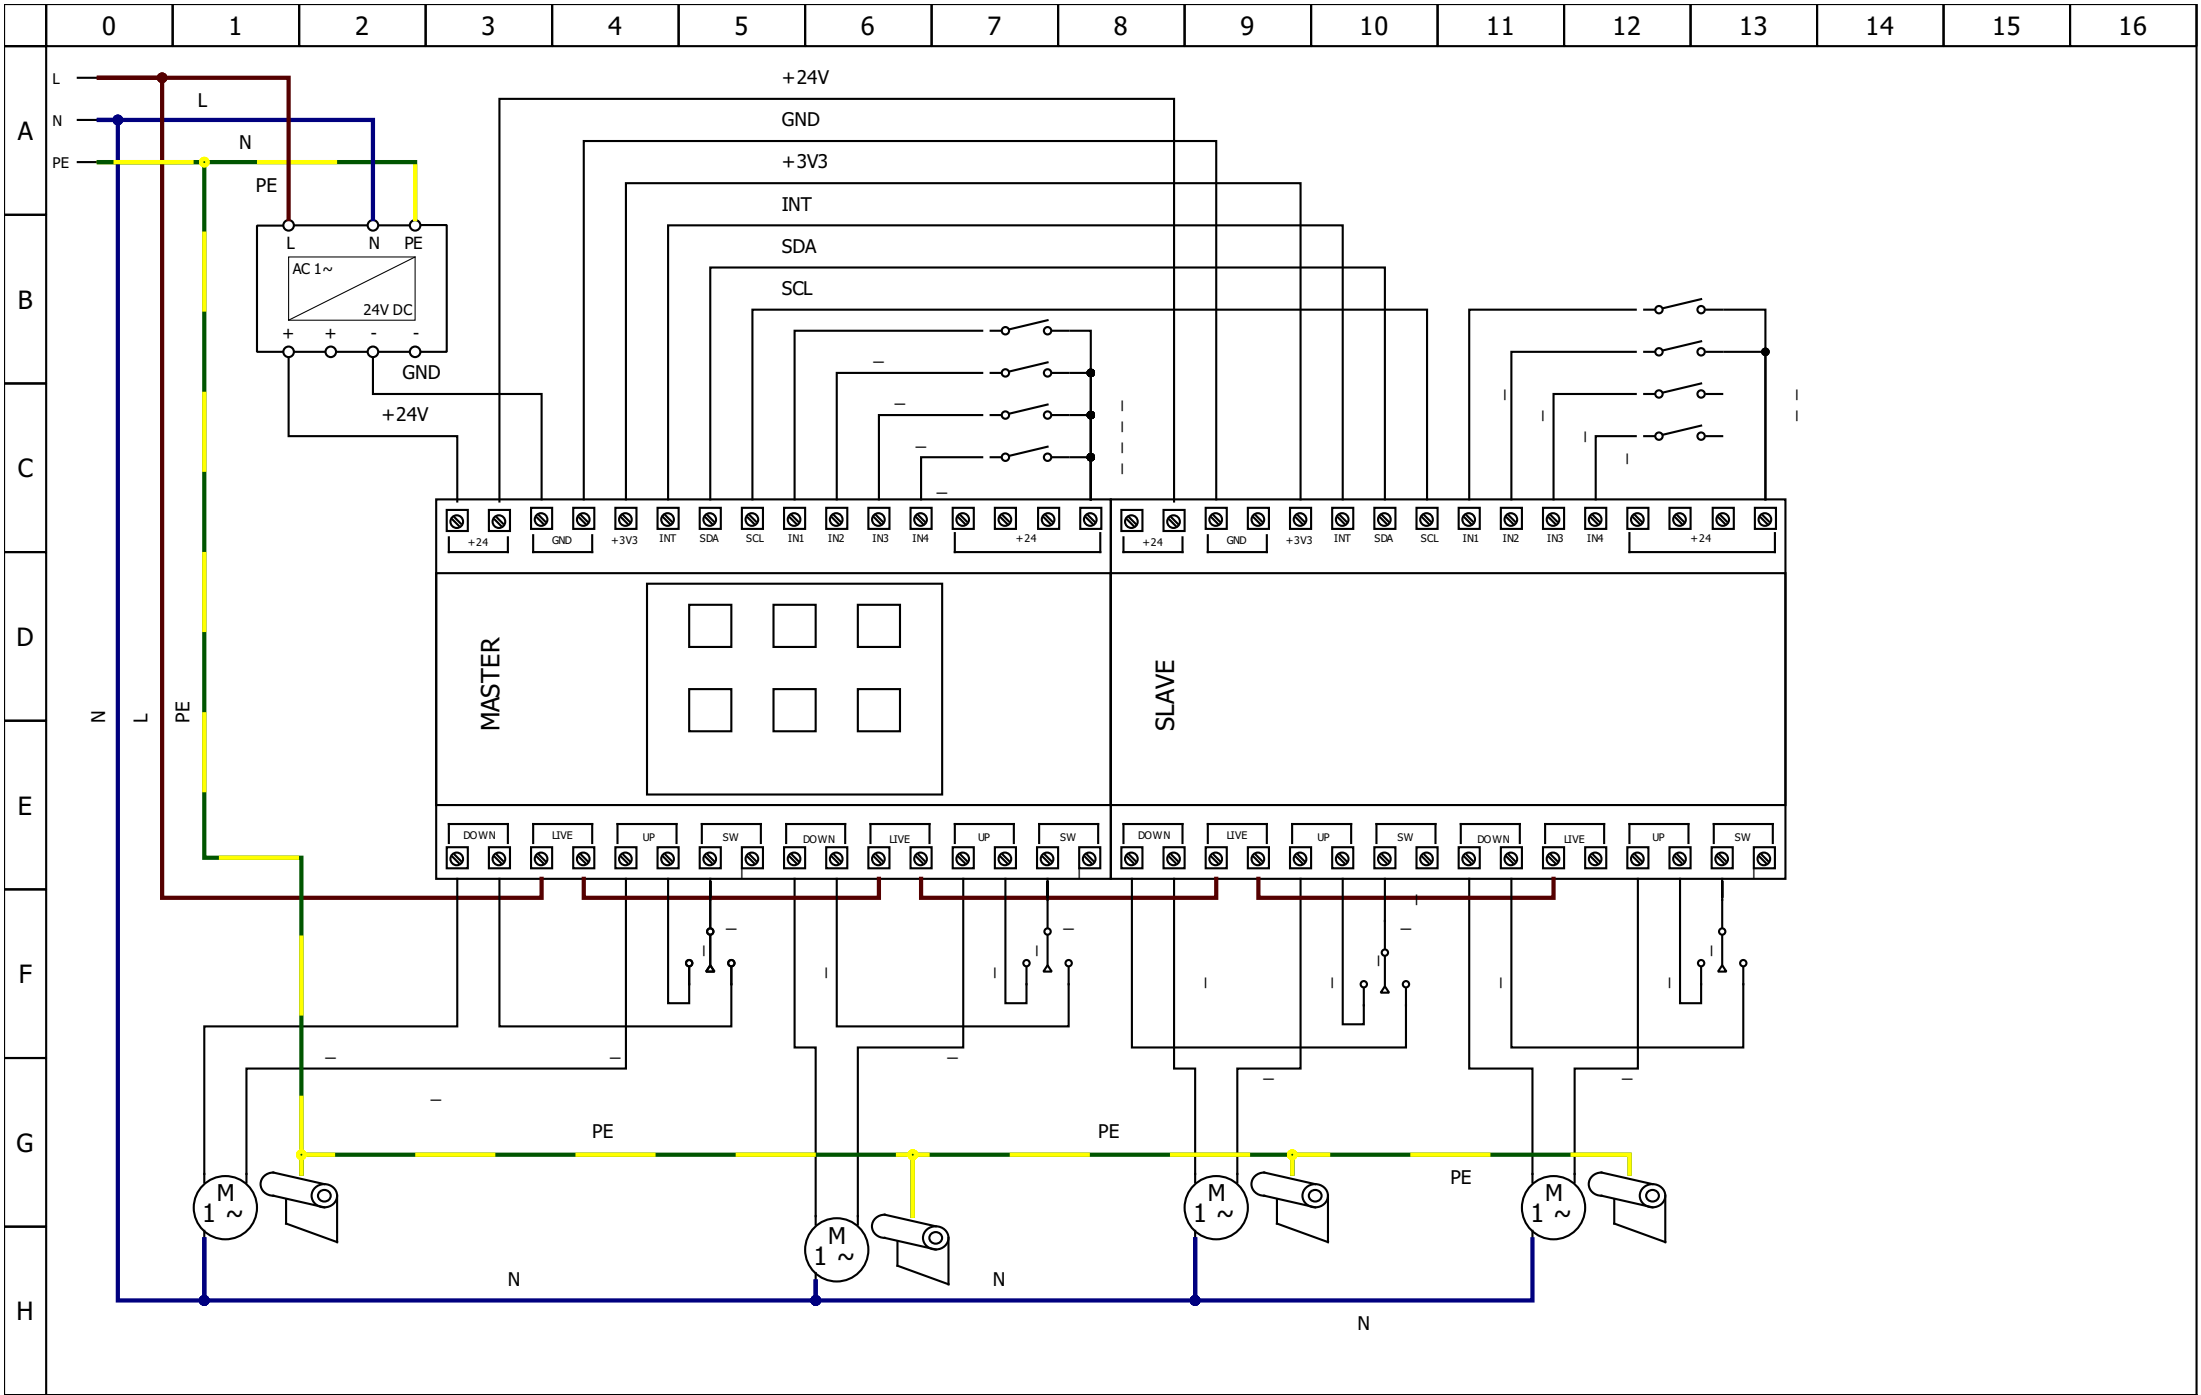 0 1 2 3 4 5 6 7 8 9 10 11 12 13 14 15 16
L +24V
L
A N GND
N
PE +3V3
PE
INT
L N PE
SDA
AC 1~
SCL
B
24V DC
+ + - -
GND
+24V
C
+24 GND +3V3 INT SDA SCL IN1 IN2 IN3 IN4 +24 +24 GND +3V3 INT SDA SCL IN1 IN2 IN3 IN4 +24
D
MASTER SLAVE
N L PE
E
DOWN LIVE UP SW DOWN LIVE UP SW DOWN LIVE UP SW DOWN LIVE UP SW
F
PE PE
G
PE
M M M
1 ~ 1 ~ 1 ~
M
1 ~
N N
H
N